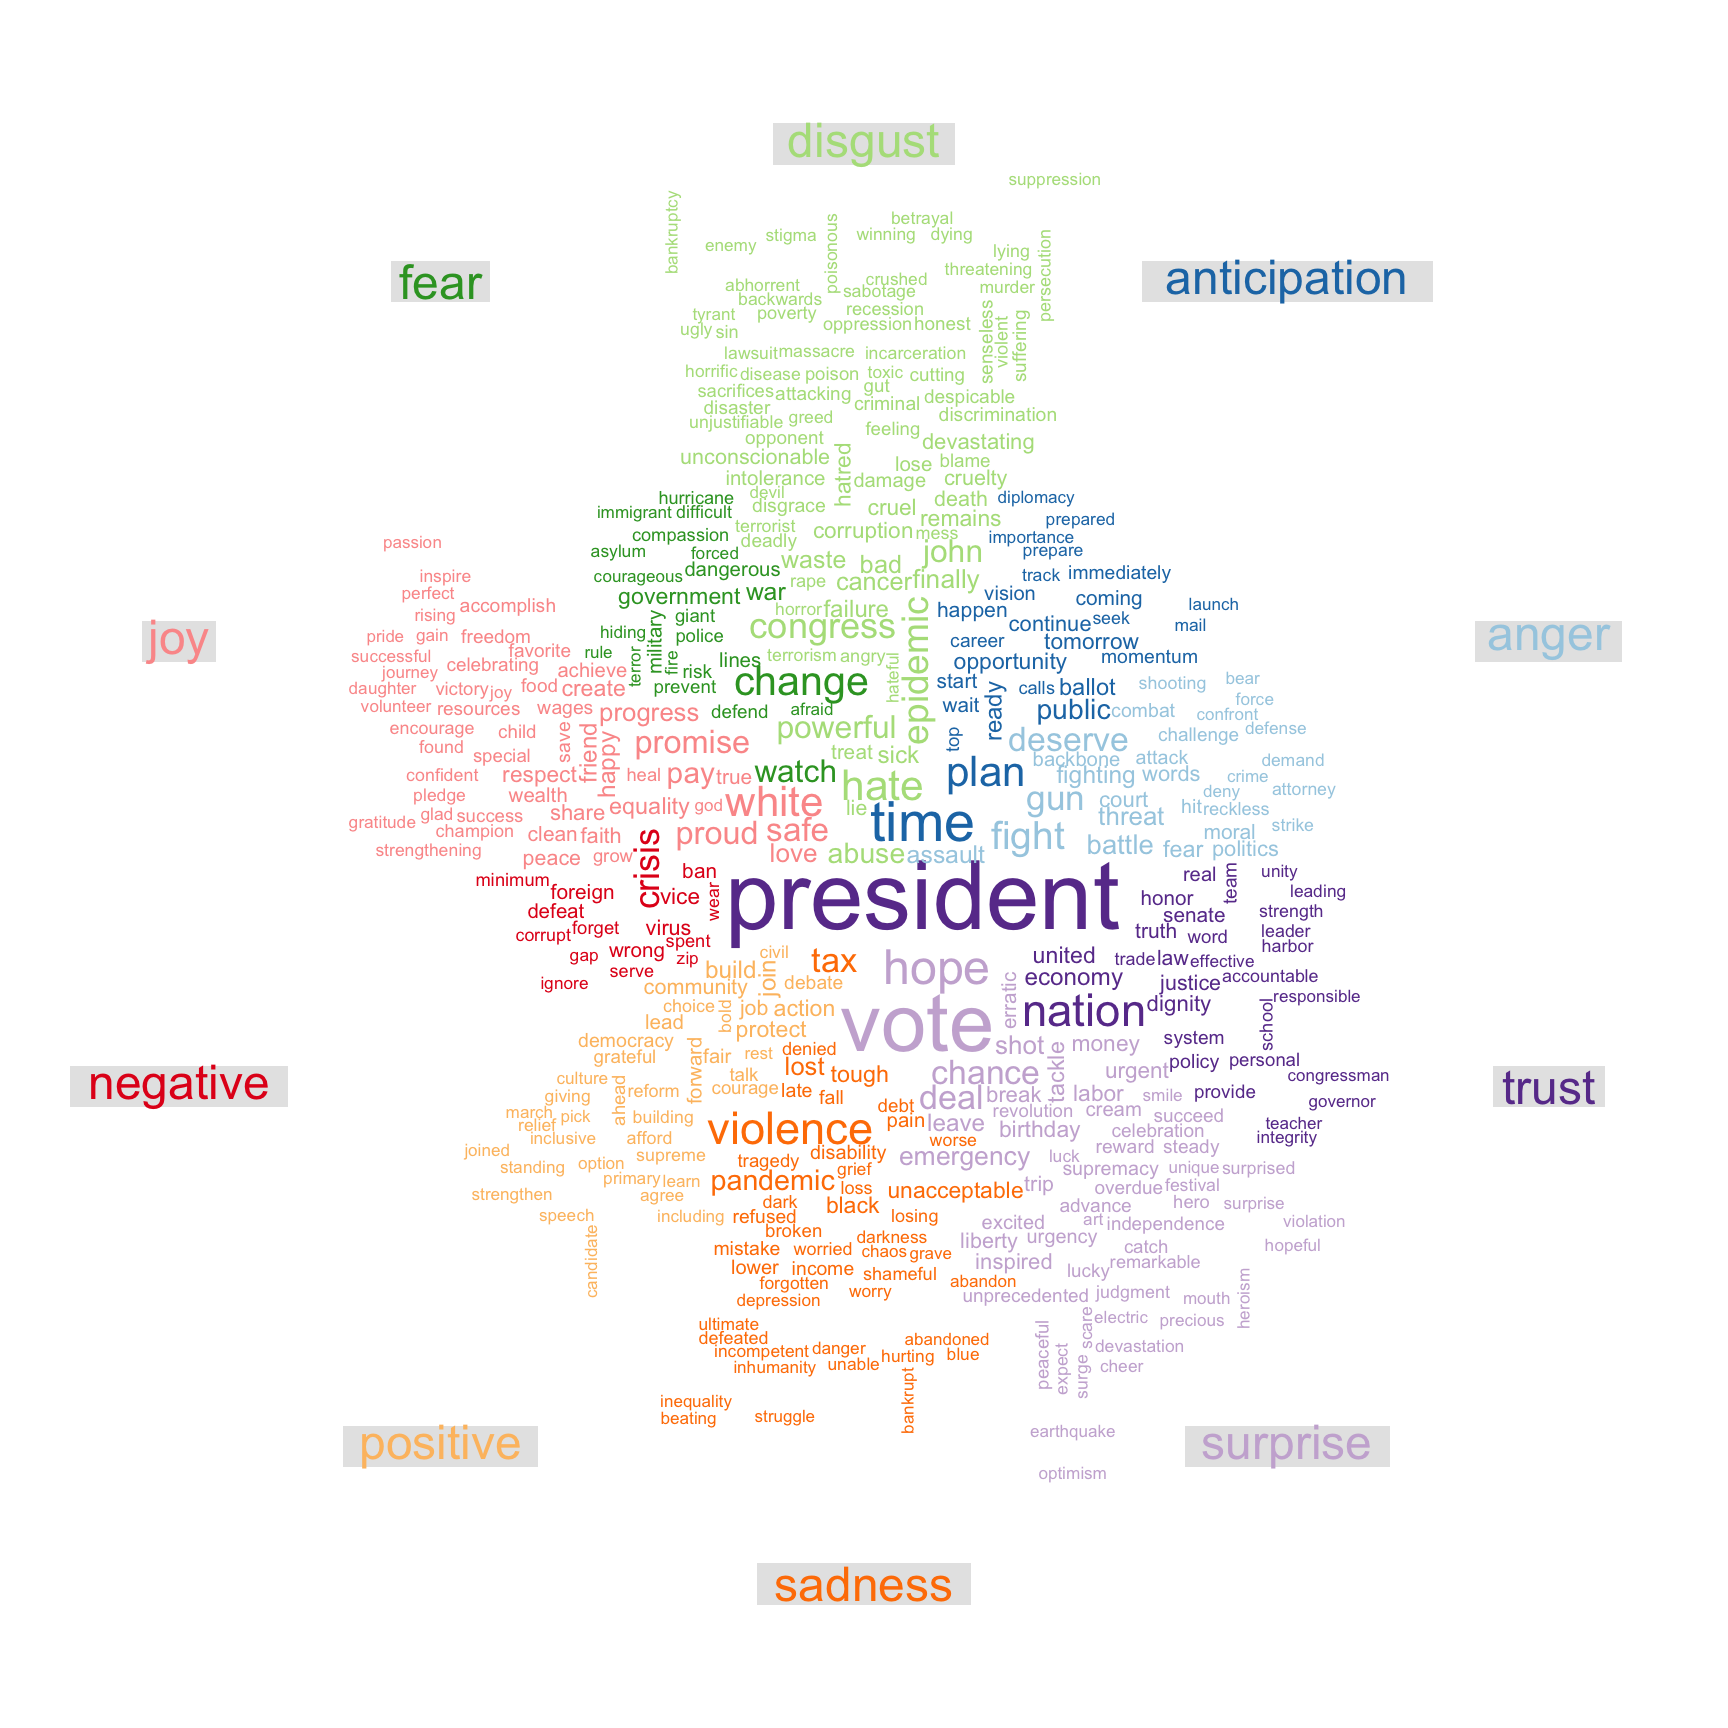 disgust
suppression
bankruptcy
betrayal
stigma
poisonous
winning
dying
enemy
lying
persecution
fear
anticipation
threatening
crushed
abhorrent
sabotage
murder
backwards
tyrant
poverty
recession
ugly
sin
oppression
honest
senseless
violent
suffering
lawsuit
massacre
incarceration
horrific
disease
poison
toxic
cutting
sacrifices
attacking
gut
despicable
disaster
criminal
discrimination
unjustifiable
greed
feeling
opponent
devastating
unconscionable
hatred
lose
blame
intolerance
damage
cruelty
hurricane
devil
death
diplomacy
immigrant
difficult
disgrace
cruel
remains
prepared
terrorist
corruption
mess
compassion
deadly
importance
passion
asylum
forced
john
prepare
waste
bad
courageous
dangerous
rape
cancer
finally
track
immediately
inspire
perfect
government
war
vision
coming
rising
accomplish
giant
horror
failure
epidemic
happen
launch
continue
seek
mail
joy
pride
gain
freedom
hiding
military
police
congress
career
tomorrow
anger
successful
favorite
rule
terror
fire
lines
terrorism
angry
hateful
opportunity
momentum
journey
celebrating
achieve
risk
change
start
calls
ballot
shooting
bear
daughter
victory
joy
food
create
prevent
volunteer
resources
wages
progress
defend
afraid
wait
ready
public
combat
force
confront
encourage
child
save
friend
happy
promise
powerful
top
deserve
challenge
defense
found
special
treat
sick
backbone
attack
demand
confident
respect
heal
pay
true
watch
hate
plan
fighting
words
crime
pledge
wealth
deny
attorney
gratitude
glad
success
share
equality
god
white
lie
gun
court
hit
reckless
champion
clean
faith
proud
safe
time
fight
threat
moral
strike
strengthening
peace
grow
crisis
love
abuse
assault
battle
fear
politics
minimum
ban
president
real
team
unity
foreign
vice
wear
honor
leading
defeat
senate
strength
corrupt
forget
virus
truth
word
leader
gap
wrong
spent
civil
tax
hope
united
trade
law
effective
harbor
serve
zip
build
join
ignore
community
debate
erratic
economy
justice
accountable
choice
bold
job
action
vote
nation
dignity
school
responsible
lead
protect
democracy
denied
shot
money
system
grateful
forward
fair
rest
lost
tough
chance
tackle
policy
personal
negative
culture
talk
urgent
congressman
trust
giving
ahead
reform
courage
late
fall
deal
break
labor
smile
provide
governor
march
pick
building
debt
revolution
cream
succeed
relief
violence
pain
leave
birthday
celebration
teacher
inclusive
afford
worse
integrity
joined
supreme
tragedy
disability
emergency
luck
reward
steady
standing
option
grief
supremacy
unique
surprised
primary
learn
pandemic
loss
unacceptable
trip
overdue
festival
strengthen
agree
dark
black
advance
hero
surprise
speech
including
refused
losing
excited
art
independence
violation
candidate
broken
darkness
liberty
urgency
catch
hopeful
mistake
worried
chaos
grave
inspired
remarkable
lower
income
shameful
abandon
lucky
heroism
forgotten
worry
unprecedented
judgment
mouth
depression
electric
precious
ultimate
peaceful
scare
defeated
abandoned
devastation
incompetent
danger
hurting
blue
expect
surge
cheer
inhumanity
unable
bankrupt
inequality
beating
struggle
earthquake
positive
surprise
optimism
sadness